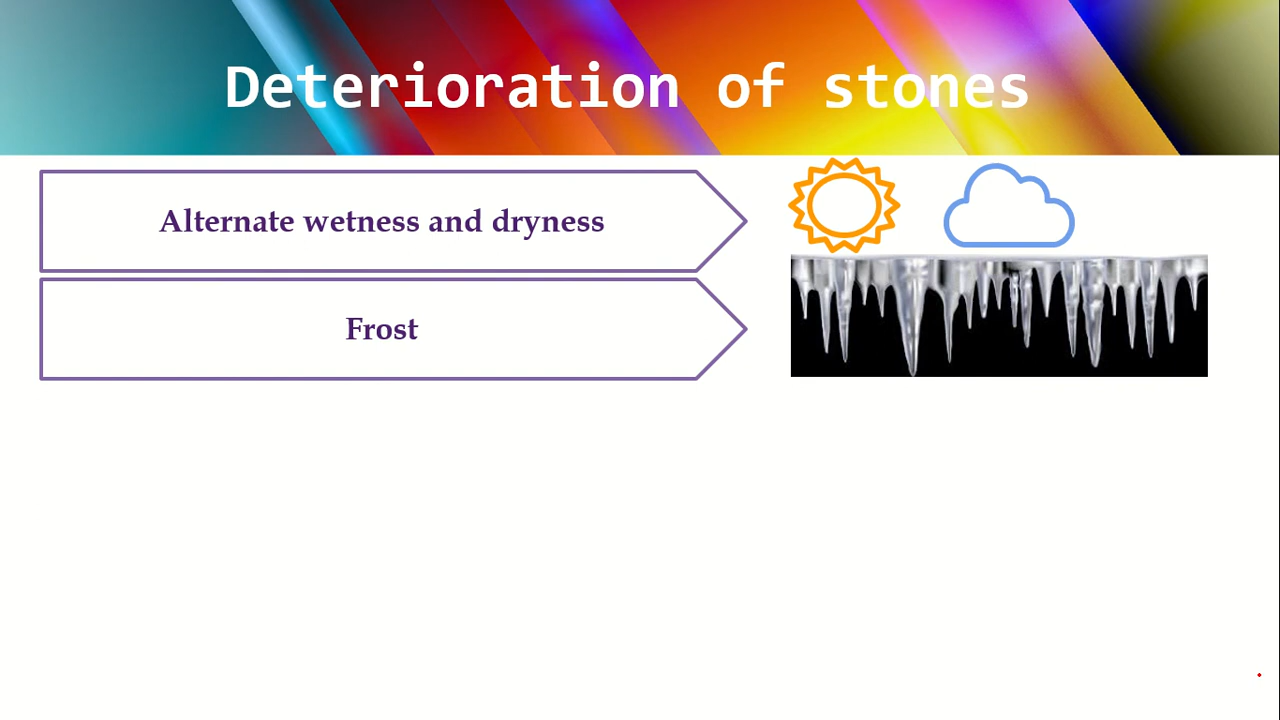 Deterioration of stones
Alternate wetness and dryness
Frost